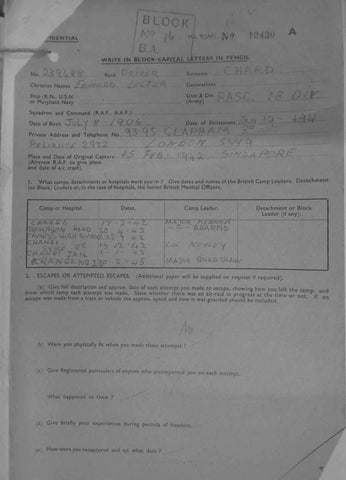 BLOCK
No 16
B.A.
No 12430 A
WRITE IN BLOCK CAPITAL LETTERS IN PENCIL
No. Rank DRIVER Surname CHARD
Christian Names EDWARD Decorations
Ship (R.N., U.S.N. or Merchant Navy) Unit & Div. (Army) RASC 18 DIV.
Squadron and Command (R.A.F., A.A.F.)
Date of Birth JULY 8 1906 Date of Enlistment JAN 19
Private Address and Telephone No. 93-95 CLAPHAM RD
RELIANCE 2932 LONDON SW9
Place and Date of Original Capture 15 FEB 1942 SINGAPORE
(Aircrew R.A.F. to give place and date of a/c crash).
1. What camps, detachments or hospitals were you in? Give dates and names of the British Camp Leaders, Detachment
(or Block) Leaders or, in the case of hospitals, the Senior British Medical Officers.
Camp or Hospital. Dates. Camp Leader. Detachment or Block Leader (if any).
CHANGI 17-2-42 MAJOR
ROAD 4-42
CHANGI
CHANGI 12-42 COL NEWEY
CHANGI JAIL
KRANGI No 2 -3-45 MAJOR
2. ESCAPES OR ATTEMPTED ESCAPES. (Additional paper will be supplied on request if required).
(a) Give full description and approx. date of each attempt you made to escape, showing how you left the camp, and
from which camp each attempt was made. State whether there was an air-raid in progress at the time or not. If an
escape was made from a train or vehicle the approx. speed and how it was guarded should be included.
No
(b) Were you physically fit when you made these attempts?
(c) Give Regimental particulars of anyone who accompanied you on each attempt.
What happened to them?
(d) Give briefly your experiences during periods of freedom.
(e) How were you recaptured and on what date?